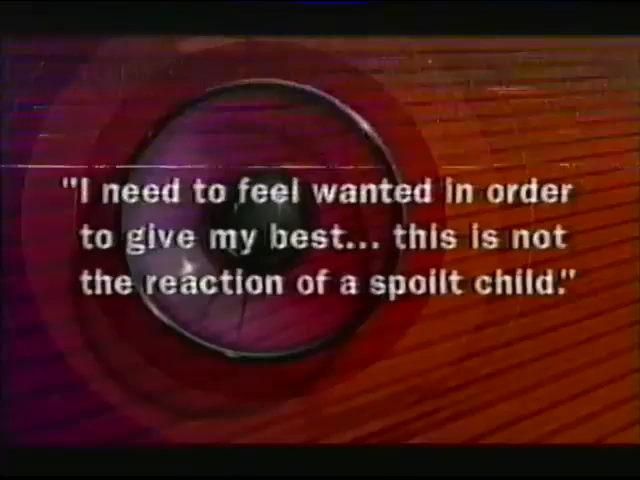 "I need to feel wanted in order
to give my best... this is not
the reaction of a spoilt child."